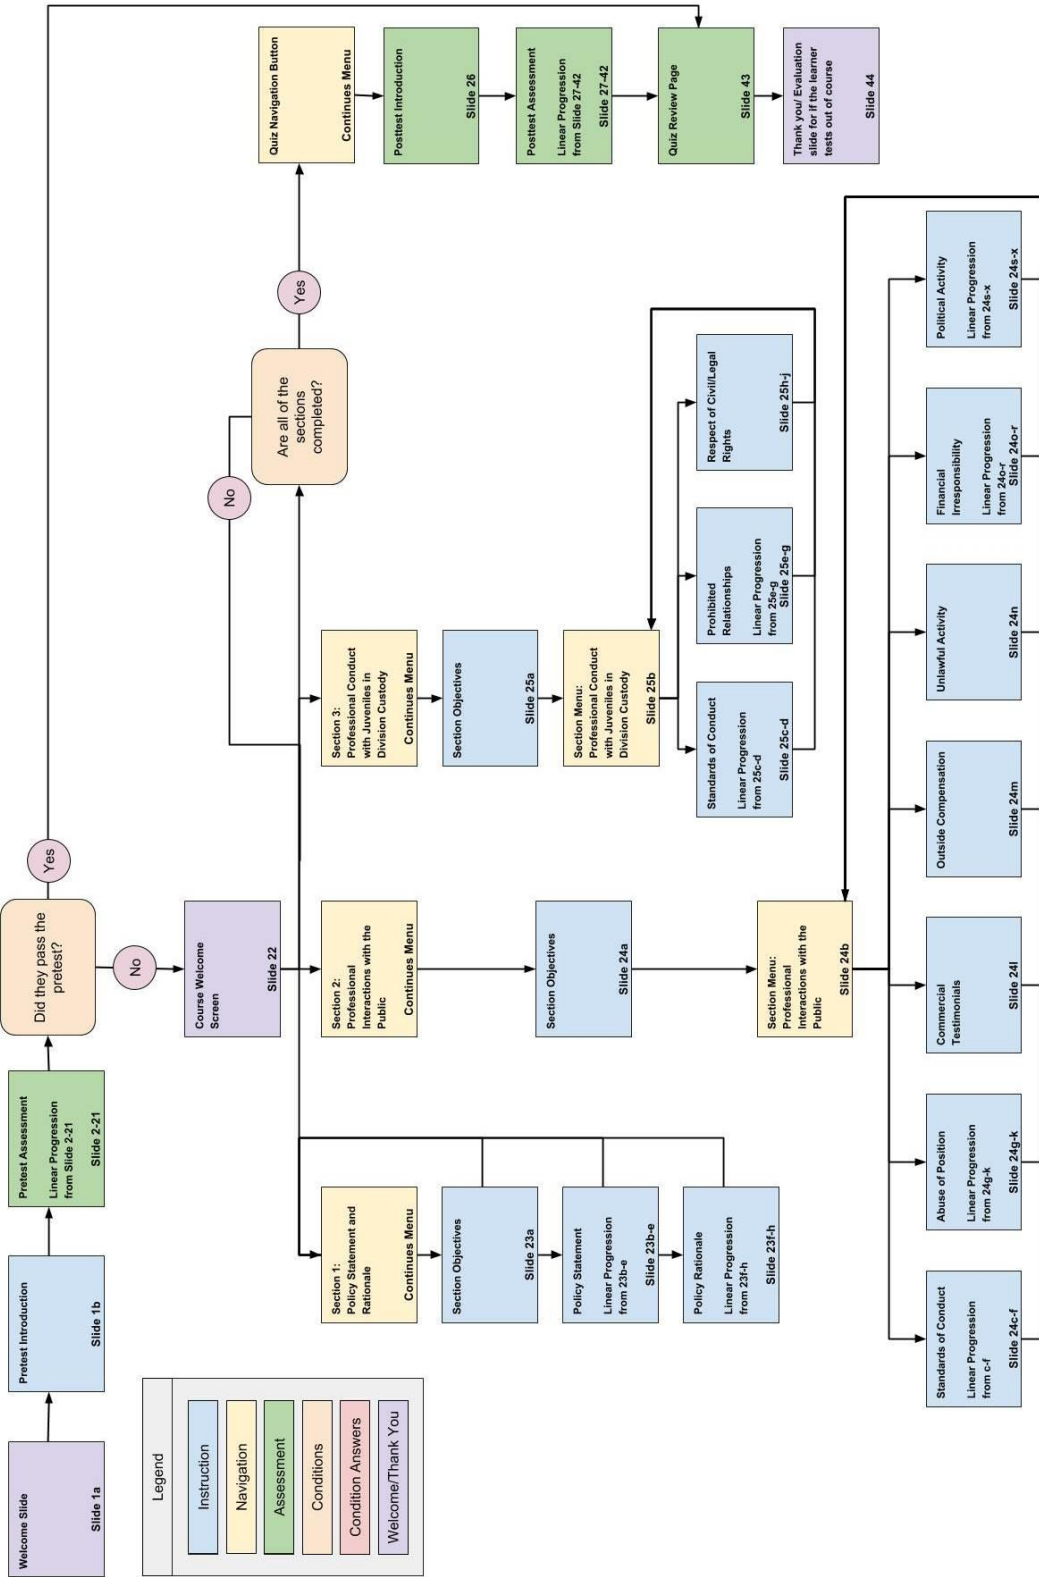 Welcome Slide
Slide 1a
Pretest Introduction
Slide 1b
Pretest Assessment
Linear Progression
from Slide 2-21
Slide 2-21
Did they pass the
pretest?
Yes
No
Legend
Instruction
Navigation
Assessment
Conditions
Condition Answers
Welcome/Thank You
Course Welcome
Screen
Slide 22
Are all of the
sections
completed?
No
Yes
Quiz Navigation Button
Continues Menu
Posttest Introduction
Slide 26
Posttest Assessment
Linear Progression
from Slide 27-42
Slide 27-42
Quiz Review Page
Slide 43
Thank you/ Evaluation
slide for if the learner
tests out of course
Slide 44
Section 1:
Policy Statement and
Rationale
Continues Menu
Section Objectives
Slide 23a
Policy Statement
Linear Progression
from 23b-e
Slide 23b-e
Policy Rationale
Linear Progression
from 23f-h
Slide 23f-h
Section 2:
Professional
Interactions with the
Public
Continues Menu
Section Objectives
Slide 24a
Section Menu:
Professional
Interactions with the
Public
Slide 24b
Section 3:
Professional Conduct
with Juveniles in
Division Custody
Continues Menu
Section Objectives
Slide 25a
Section Menu:
Professional Conduct
with Juveniles in
Division Custody
Slide 25b
Standards of Conduct
Linear Progression
from 25c-d
Slide 25c-d
Prohibited
Relationships
Linear Progression
from 25e-g
Slide 25e-g
Respect of Civil/Legal
Rights
Slide 25h-j
Standards of Conduct
Linear Progression
from c-f
Slide 24c-f
Abuse of Position
Linear Progression
from 24g-k
Slide 24g-k
Commercial
Testimonials
Slide 24l
Outside Compensation
Slide 24m
Unlawful Activity
Slide 24n
Financial
Irresponsibility
Linear Progression
from 24o-r
Slide 24o-r
Political Activity
Linear Progression
from 24s-x
Slide 24s-x